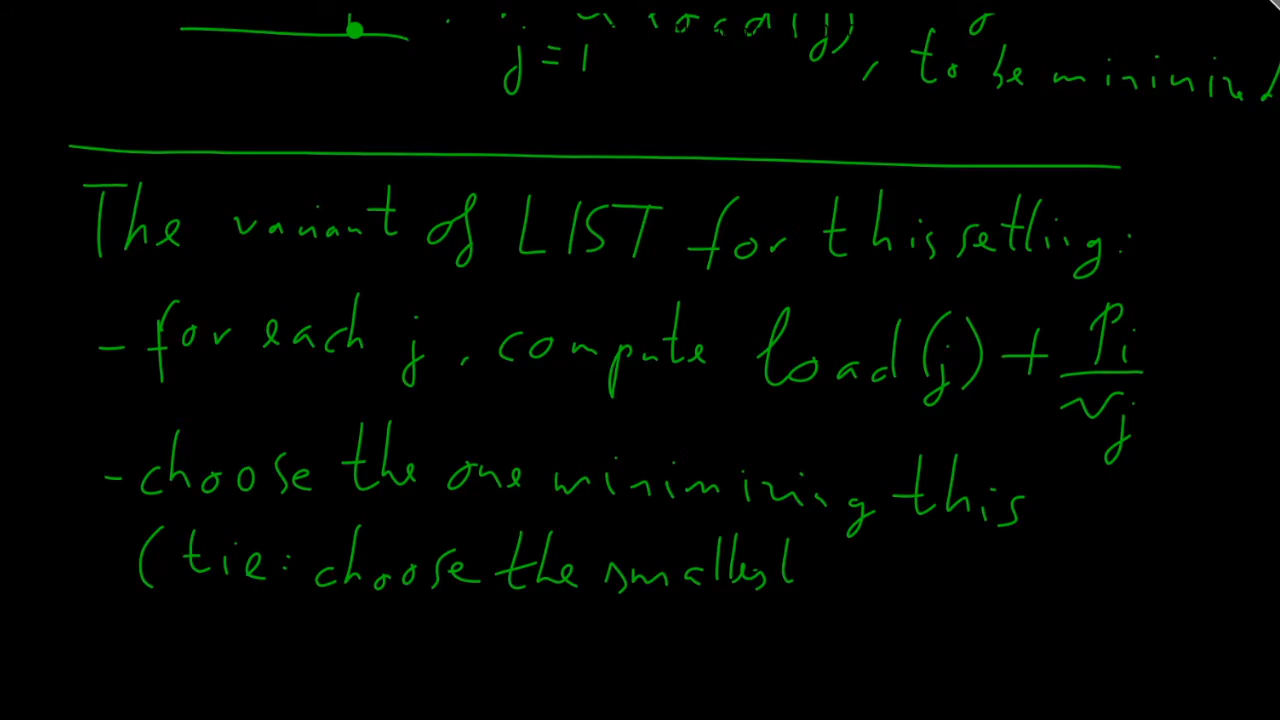 j=1 load(j), to be minimized
The variant of LIST for this setting:
- for each j, compute load(j) + p_i/v_j
- choose the one minimizing this
(tie: choose the smallest